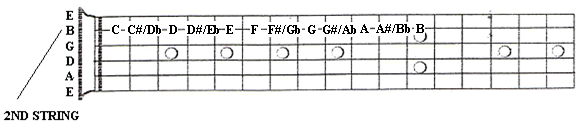 E
B C C#/Db D D#/Eb E F F#/Gb G G#/Ab A A#/Bb B
G
D
A
E
2ND STRING